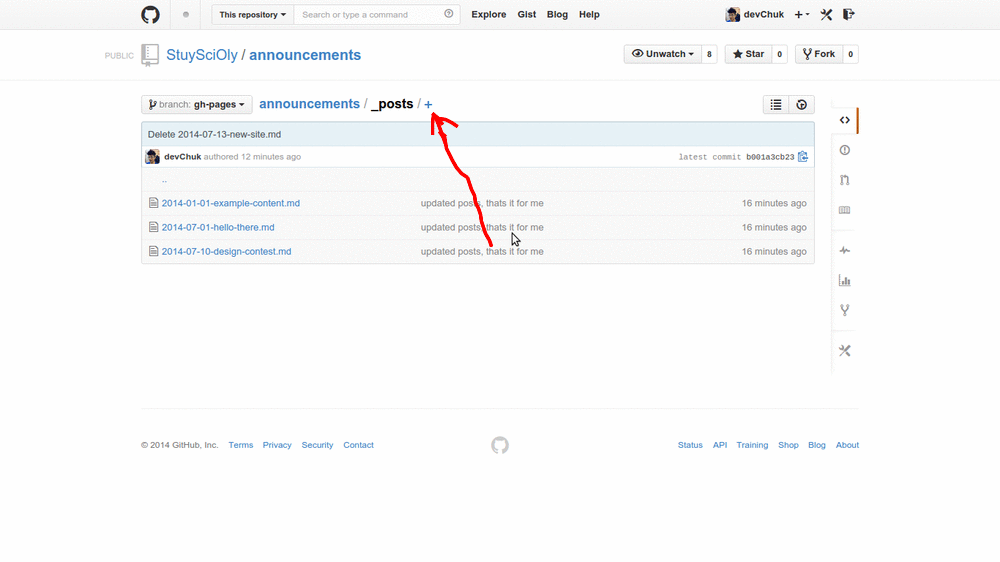 This repository Search or type a command Explore Gist Blog Help devChuk
PUBLIC StuySciOly / announcements Unwatch 8 Star 0 Fork 0
branch: gh-pages announcements / _posts / +
Delete 2014-07-13-new-site.md
devChuk authored 12 minutes ago latest commit b001a3cb23
..
2014-01-01-example-content.md updated posts, thats it for me 16 minutes ago
2014-07-01-hello-there.md updated posts, thats it for me 16 minutes ago
2014-07-10-design-contest.md updated posts, thats it for me 16 minutes ago
© 2014 GitHub, Inc. Terms Privacy Security Contact Status API Training Shop Blog About